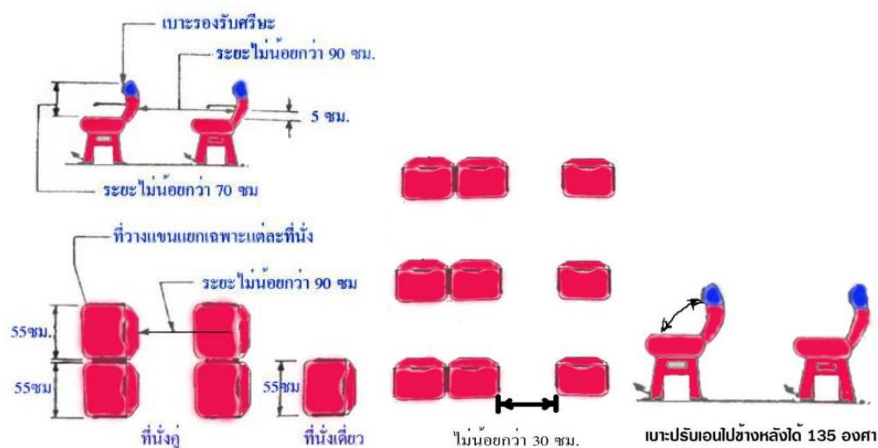 เบาะรองรับศรีษะ
ระยะไม่น้อยกว่า 90 ซม.
5 ซม.
ระยะไม่น้อยกว่า 70 ซม
ที่วางแขนแยกเฉพาะแต่ละที่นั่ง
ระยะไม่น้อยกว่า 90 ซม
55ซม.
55ซม
55ซม
ที่นั่งคู่
ที่นั่งเดี่ยว
ไม่น้อยกว่า 30 ซม.
เบาะปรับเอนไปข้างหลังได้ 135 องศา